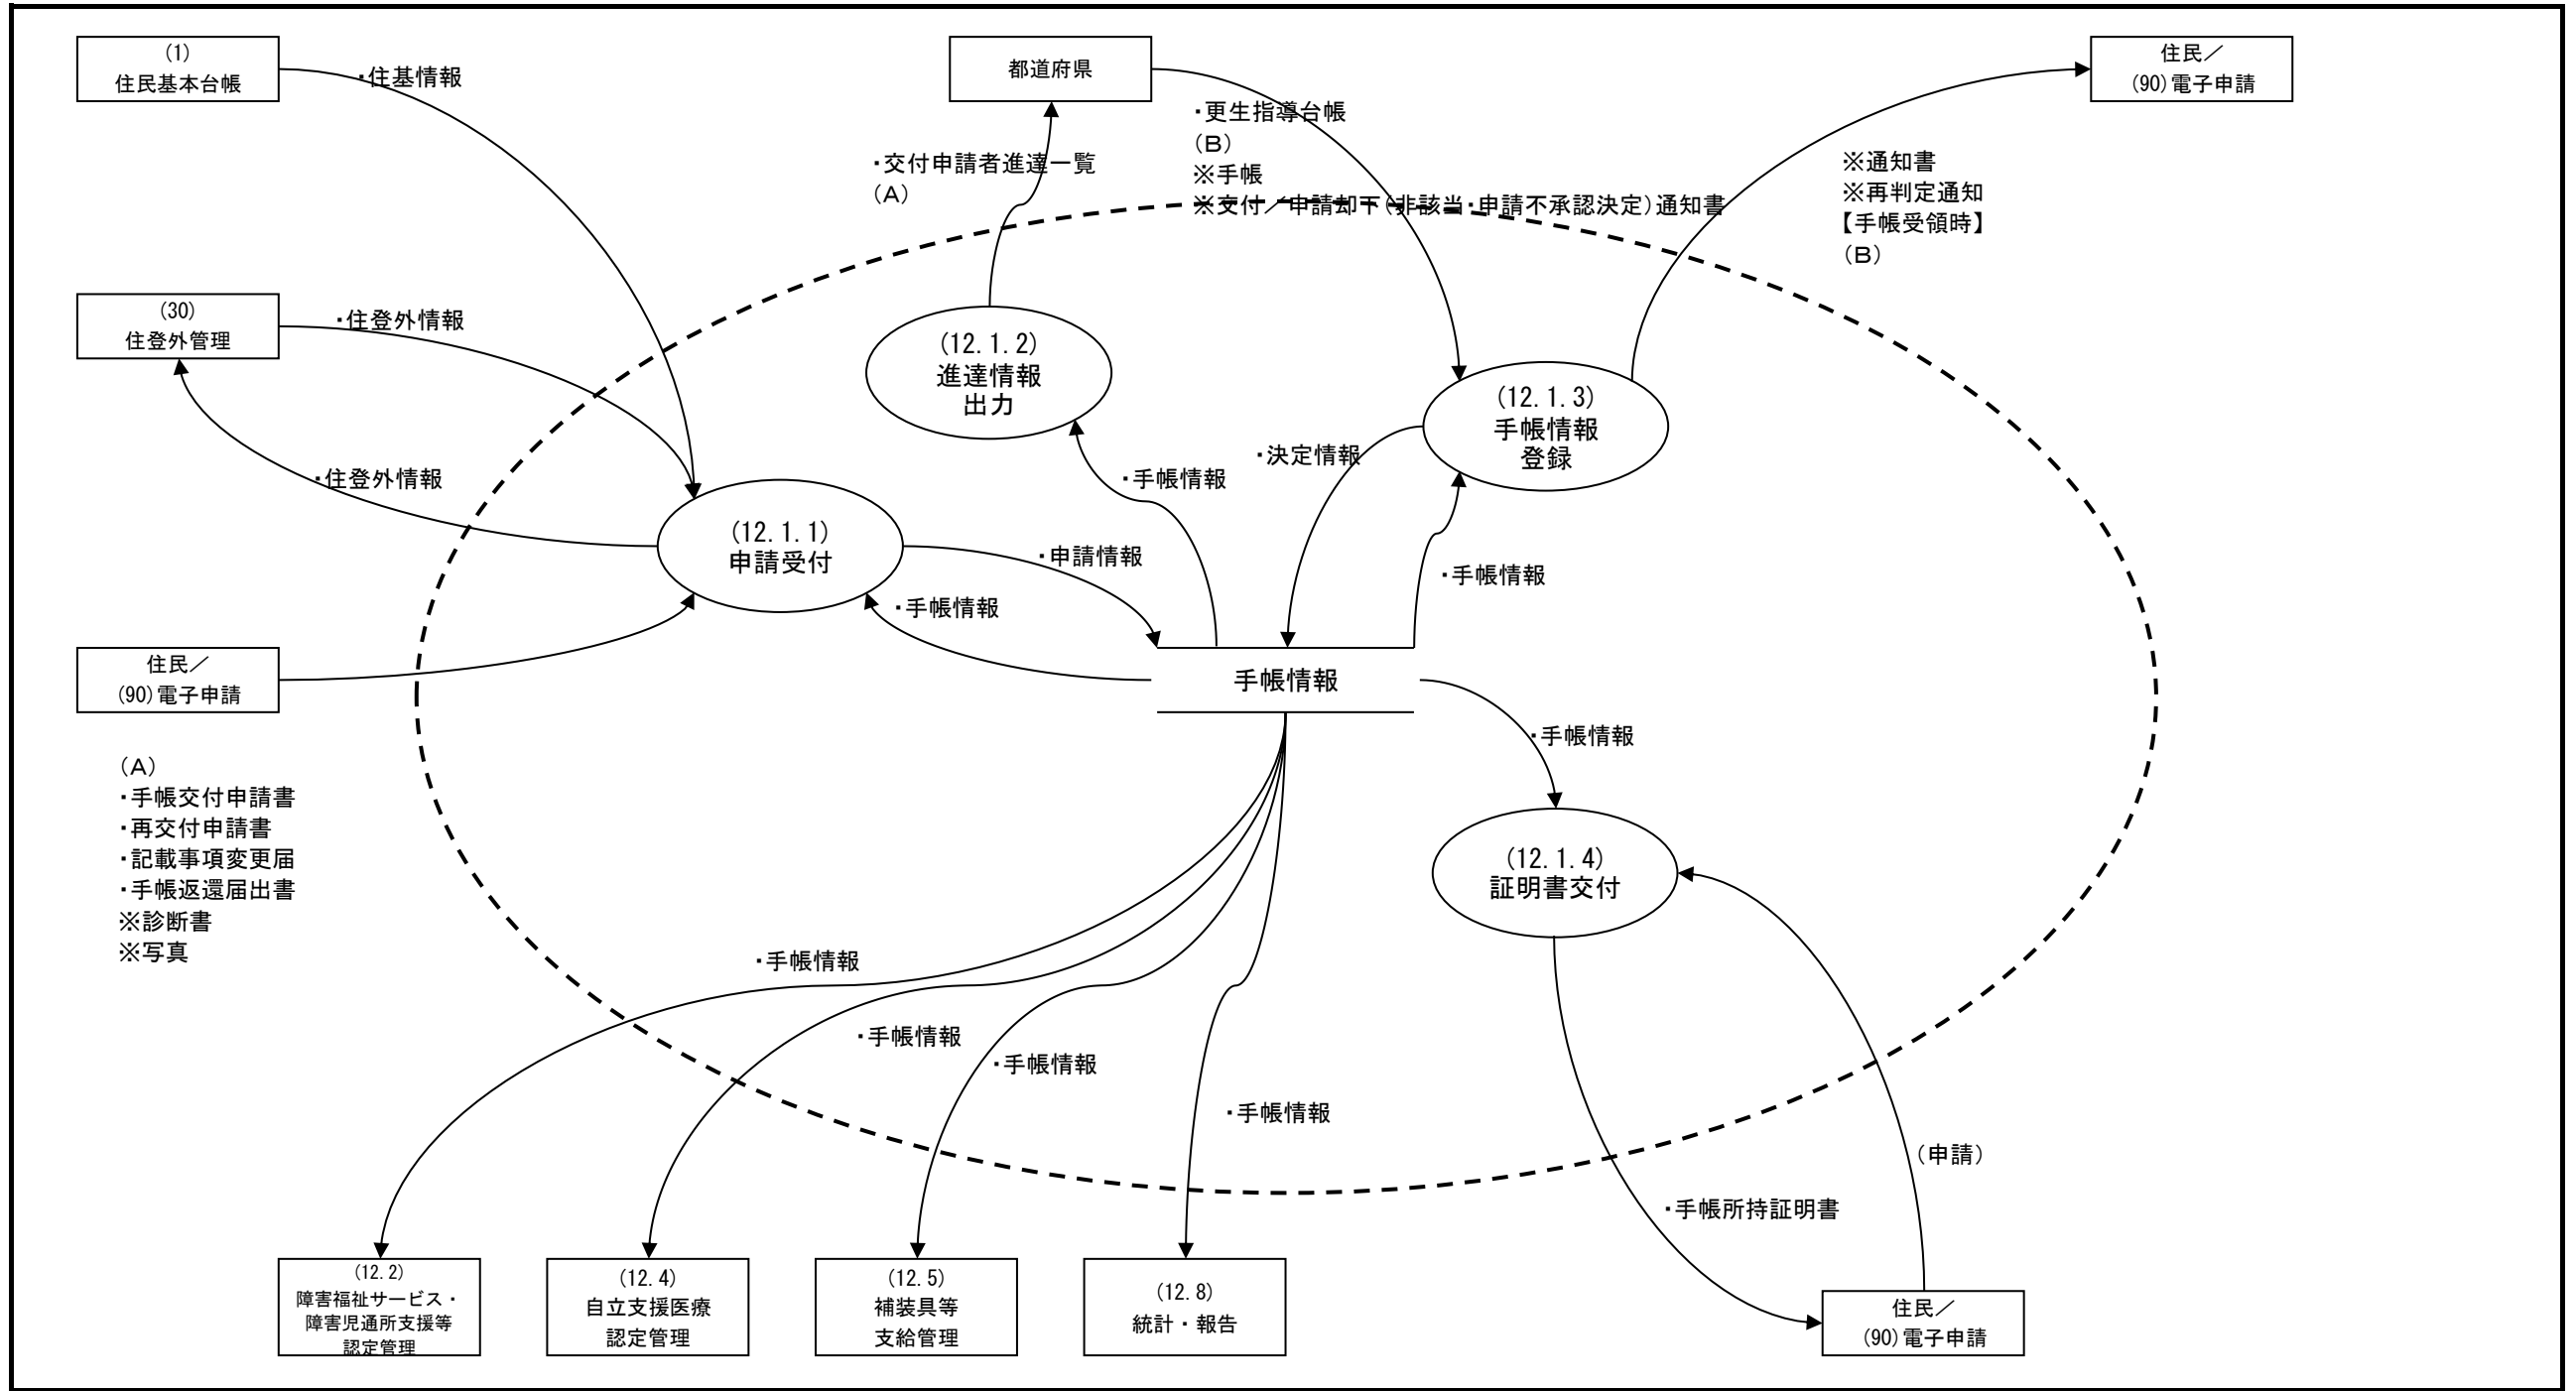 (1)
住民基本台帳
・住基情報
都道府県
住民／
(90)電子申請
・更生指導台帳
(B)
※手帳
※交付／申請却下(非該当・申請不承認決定)通知書
・交付申請者進達一覧
(A)
※通知書
※再判定通知
【手帳受領時】
(B)
(30)
住登外管理
・住登外情報
・住登外情報
(12.1.2)
進達情報
出力
(12.1.3)
手帳情報
登録
・決定情報
・手帳情報
(12.1.1)
申請受付
・申請情報
・手帳情報
・手帳情報
住民／
(90)電子申請
手帳情報
・手帳情報
(A)
・手帳交付申請書
・再交付申請書
・記載事項変更届
・手帳返還届出書
※診断書
※写真
(12.1.4)
証明書交付
・手帳情報
・手帳情報
・手帳情報
・手帳情報
(申請)
・手帳所持証明書
(12.2)
障害福祉サービス・
障害児通所支援等
認定管理
(12.4)
自立支援医療
認定管理
(12.5)
補装具等
支給管理
(12.8)
統計・報告
住民／
(90)電子申請